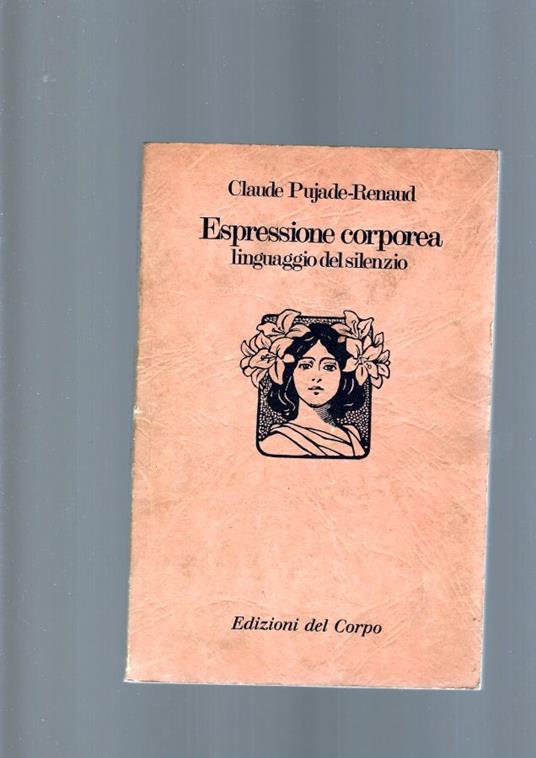 Claude Pujade-Renaud
Espressione corporea
linguaggio del silenzio
Edizioni del Corpo